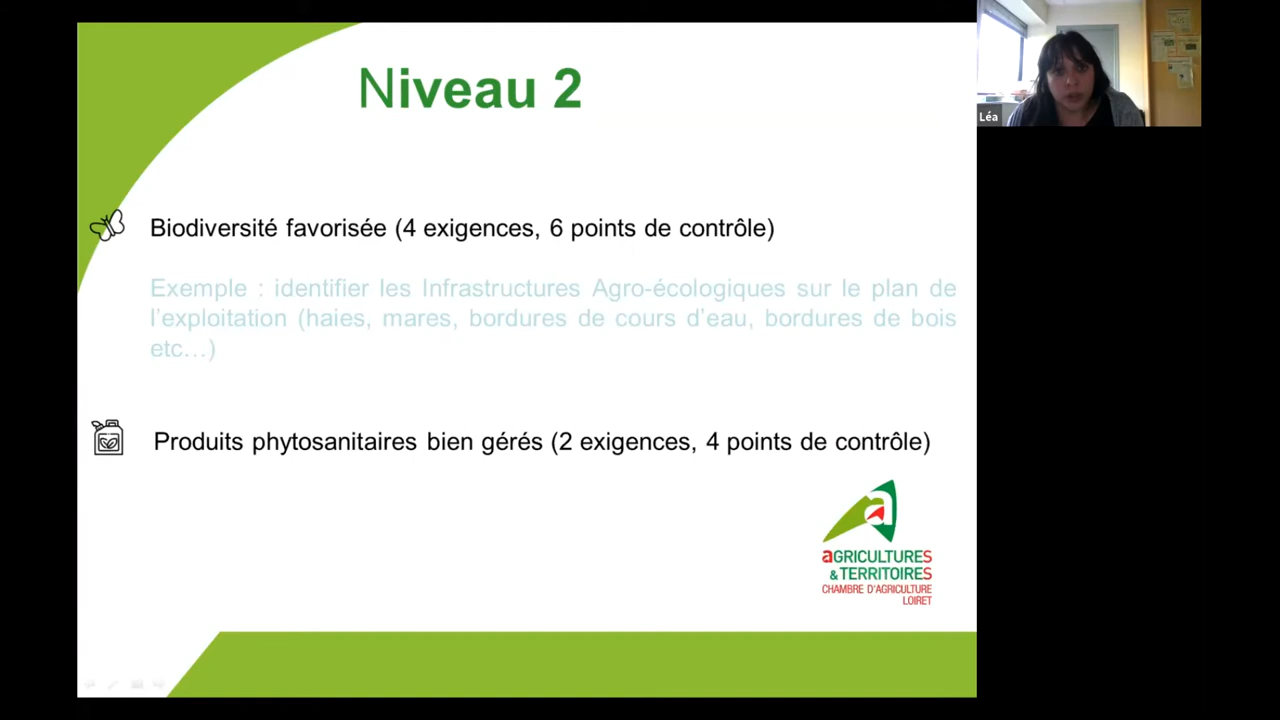 Niveau 2
Léa
Biodiversité favorisée (4 exigences, 6 points de contrôle)
Exemple : identifier les Infrastructures Agro-écologiques sur le plan de
l'exploitation (haies, mares, bordures de cours d'eau, bordures de bois
etc…)
Produits phytosanitaires bien gérés (2 exigences, 4 points de contrôle)
a
aGRICULTURES
& TERRITOIRES
CHAMBRE D'AGRICULTURE
LOIRET